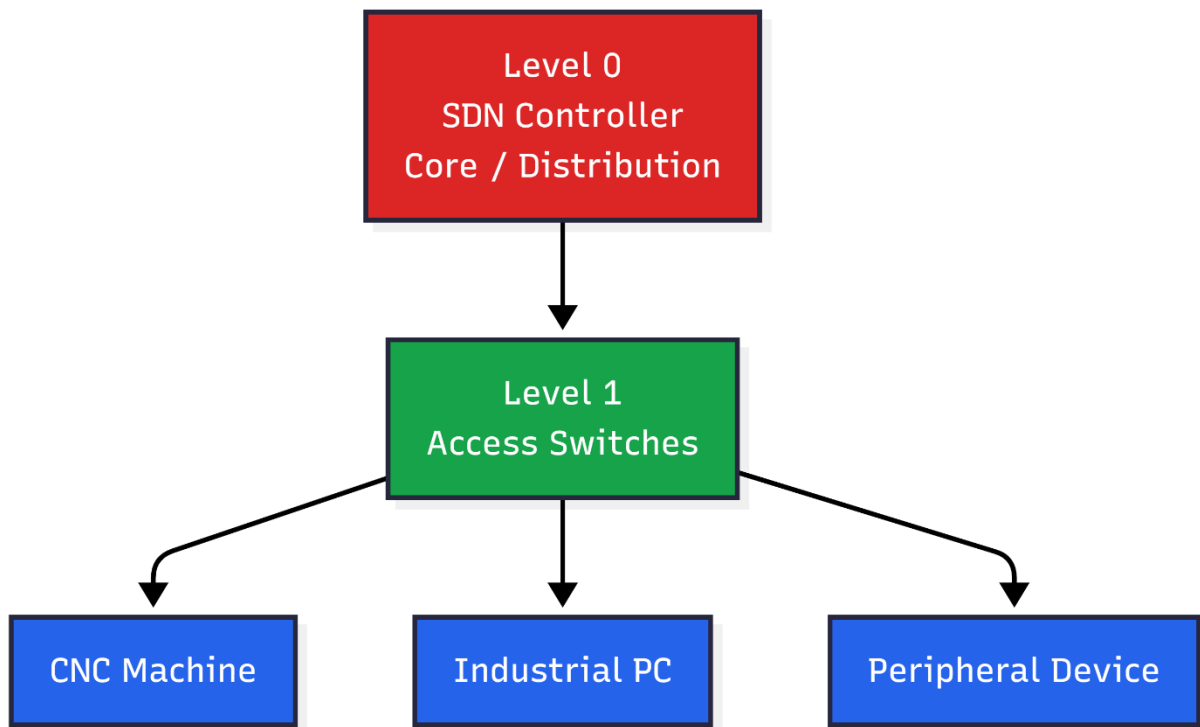 Level 0
SDN Controller
Core / Distribution
Level 1
Access Switches
CNC Machine
Industrial PC
Peripheral Device